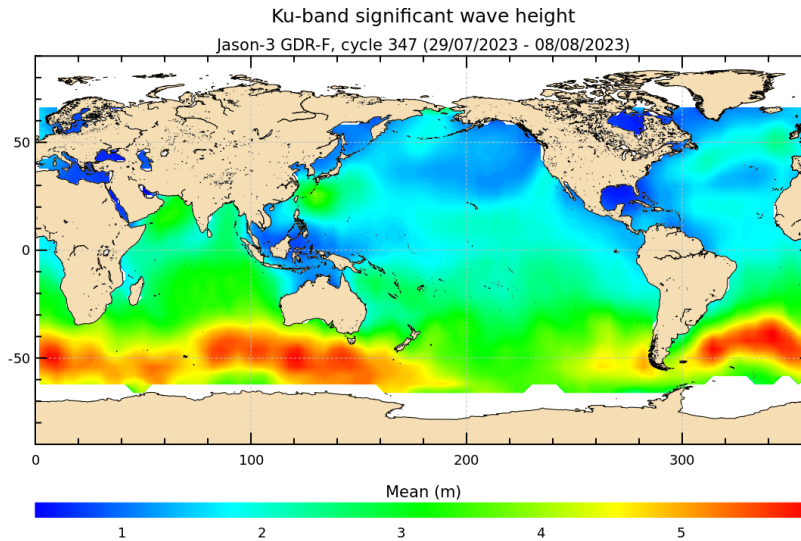 Ku-band significant wave height
Jason-3 GDR-F, cycle 347 (29/07/2023 - 08/08/2023)
50
0
-50
0 100 200 300
Mean (m)
1 2 3 4 5